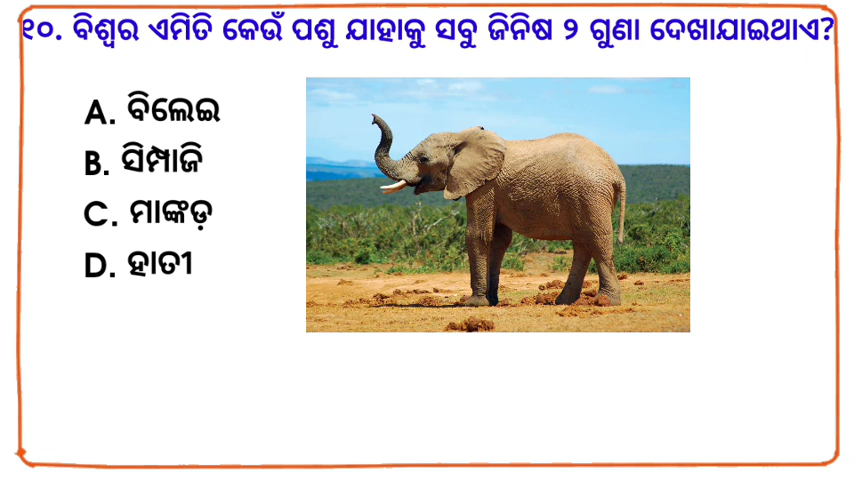 ୧୦. ବିଶ୍ୱର ଏମିତି କେଉଁ ପଶୁ ଯାହାକୁ ସବୁ ଜିନିଷ ୨ ଗୁଣା ଦେଖାଯାଇଥାଏ?
A. ବିଲେଇ
B. ସିମ୍ପାଜି
C. ମାଙ୍କଡ଼
D. ହାତୀ